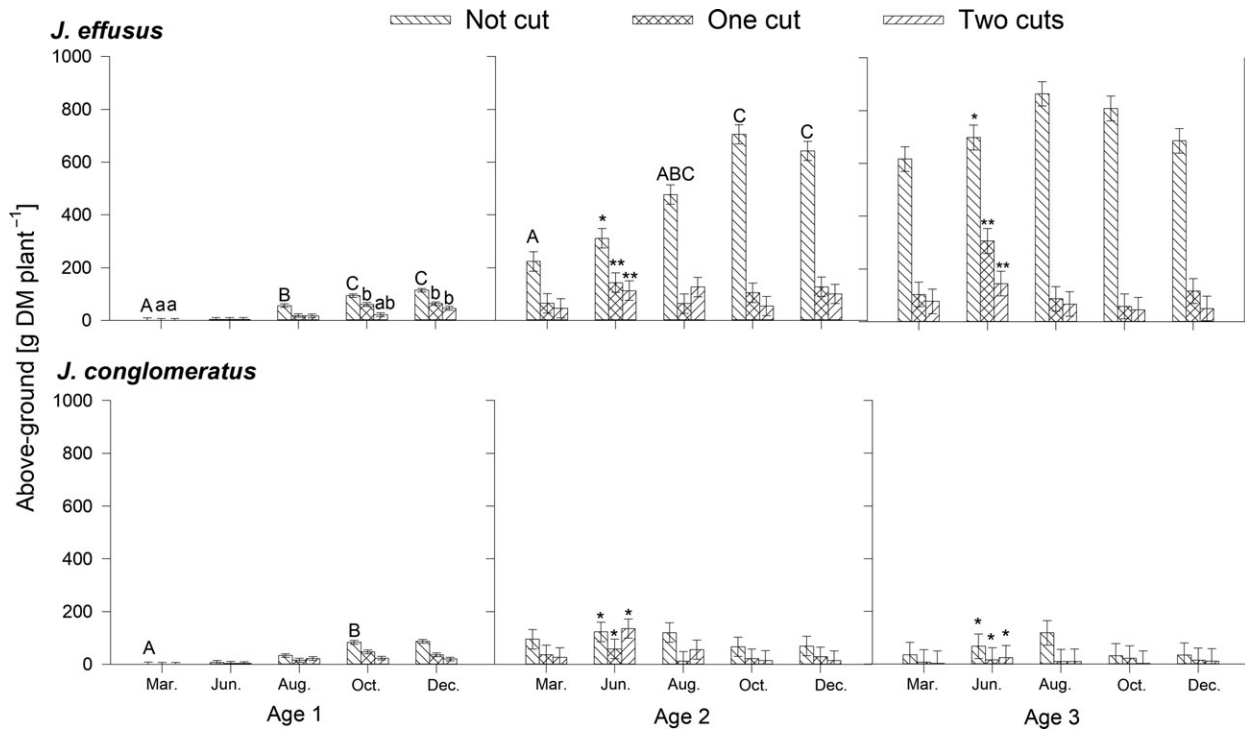 Not cut One cut Two cuts
J. effusus
1000
800
600
400
200
0
A aa
B
C b ab
C b b
A
* ** **
ABC
C
C
* ** **
Above-ground [g DM plant⁻¹]
J. conglomeratus
1000
800
600
400
200
0
A
B
* * *
* * *
Mar. Jun. Aug. Oct. Dec. Mar. Jun. Aug. Oct. Dec. Mar. Jun. Aug. Oct. Dec.
Age 1 Age 2 Age 3